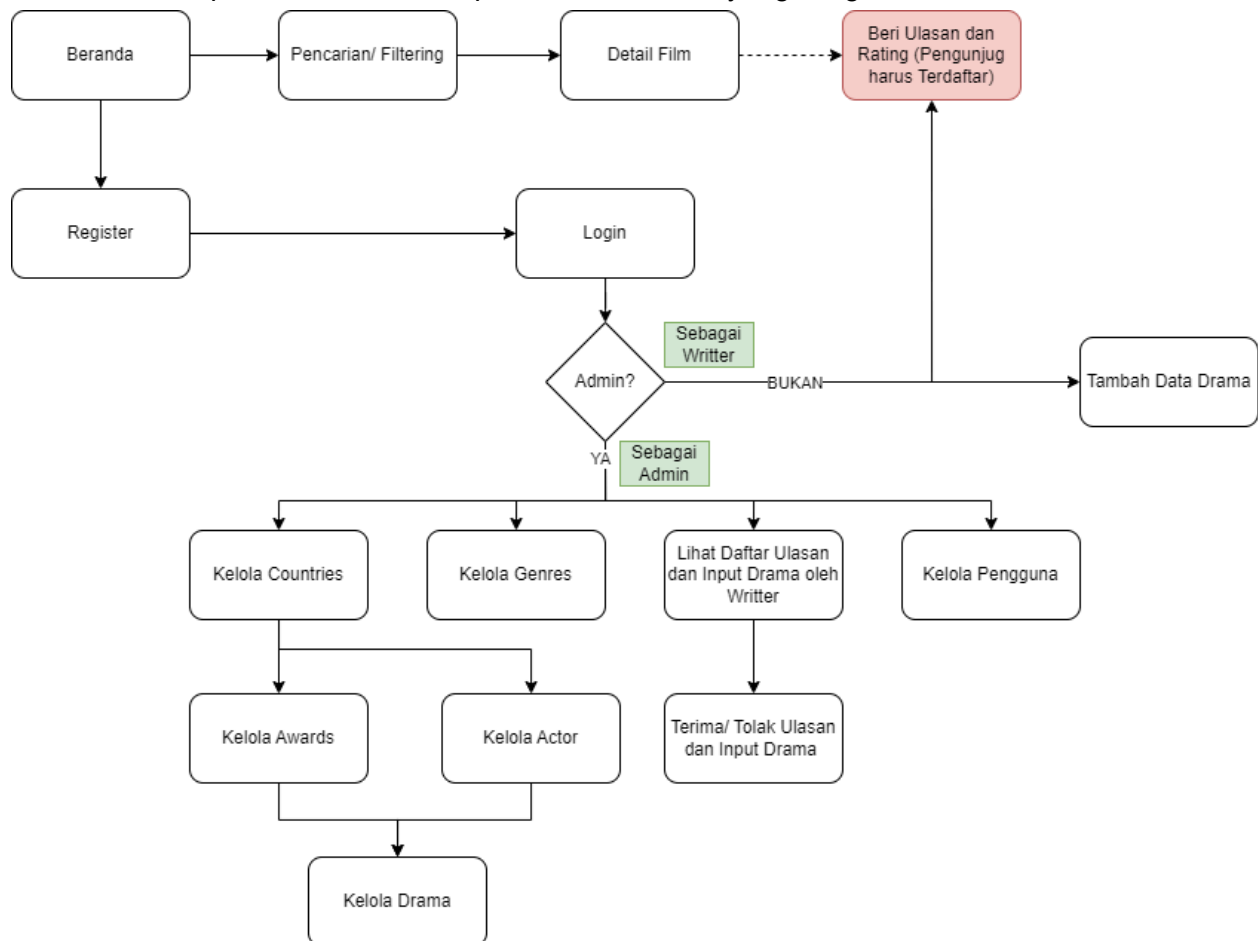 Beranda
Pencarian/ Filtering
Detail Film
Beri Ulasan dan
Rating (Pengunjug
harus Terdaftar)
Register
Login
Admin?
Sebagai
Writter
BUKAN
Tambah Data Drama
YA
Sebagai
Admin
Kelola Countries
Kelola Genres
Lihat Daftar Ulasan
dan Input Drama oleh
Writter
Kelola Pengguna
Kelola Awards
Kelola Actor
Terima/ Tolak Ulasan
dan Input Drama
Kelola Drama